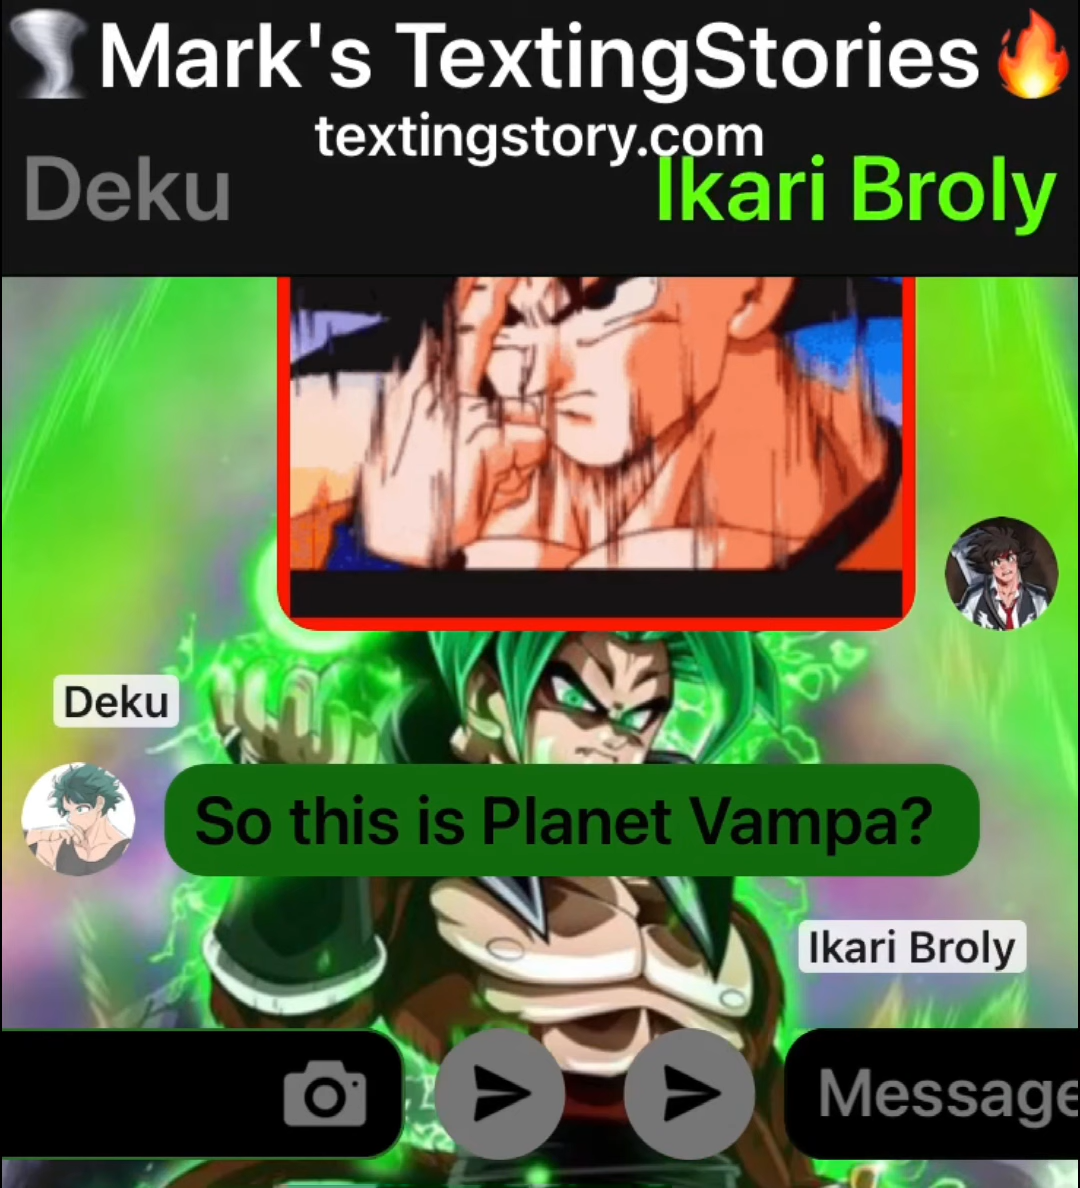 🌪️Mark's TextingStories🔥
textingstory.com
Deku
Ikari Broly
Deku
So this is Planet Vampa?
Ikari Broly
Message